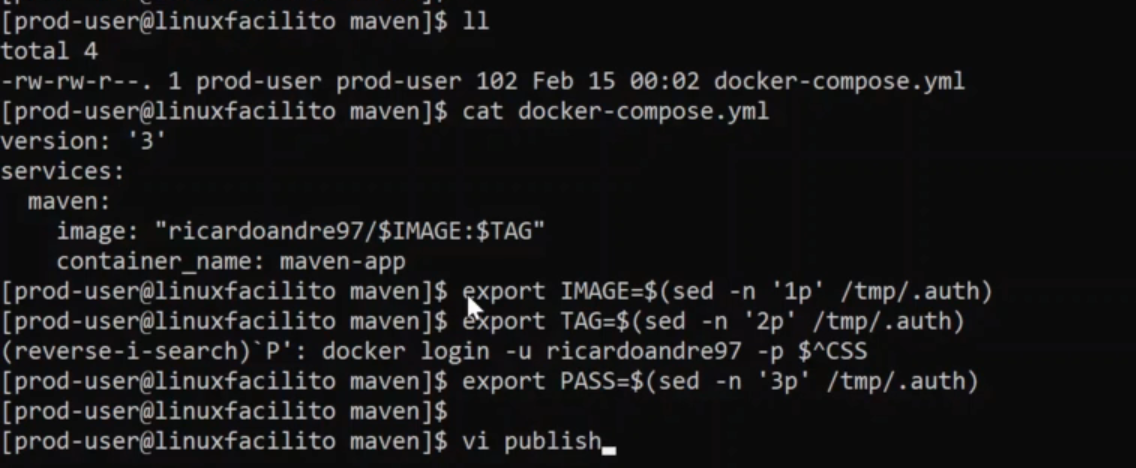 [prod-user@linuxfacilito maven]$ ll
total 4
-rw-rw-r--. 1 prod-user prod-user 102 Feb 15 00:02 docker-compose.yml
[prod-user@linuxfacilito maven]$ cat docker-compose.yml
version: '3'
services:
  maven:
    image: "ricardoandre97/$IMAGE:$TAG"
    container_name: maven-app
[prod-user@linuxfacilito maven]$ export IMAGE=$(sed -n '1p' /tmp/.auth)
[prod-user@linuxfacilito maven]$ export TAG=$(sed -n '2p' /tmp/.auth)
(reverse-i-search)`P': docker login -u ricardoandre97 -p $^CSS
[prod-user@linuxfacilito maven]$ export PASS=$(sed -n '3p' /tmp/.auth)
[prod-user@linuxfacilito maven]$
[prod-user@linuxfacilito maven]$ vi publish